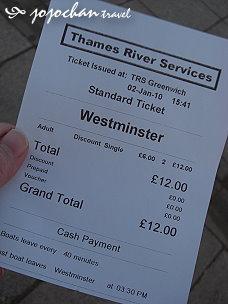 jojochan travel
Thames River Services
Ticket Issued at: TRS Greenwich
02-Jan-10 15:41
Standard Ticket
Westminster
Adult Discount Single £6.00 2 £12.00
Total £12.00
Discount £0.00
Prepaid £0.00
Voucher £0.00
Grand Total £12.00
Cash Payment
Boats leave every 40 minutes
boat leaves Westminster at 03:30 PM